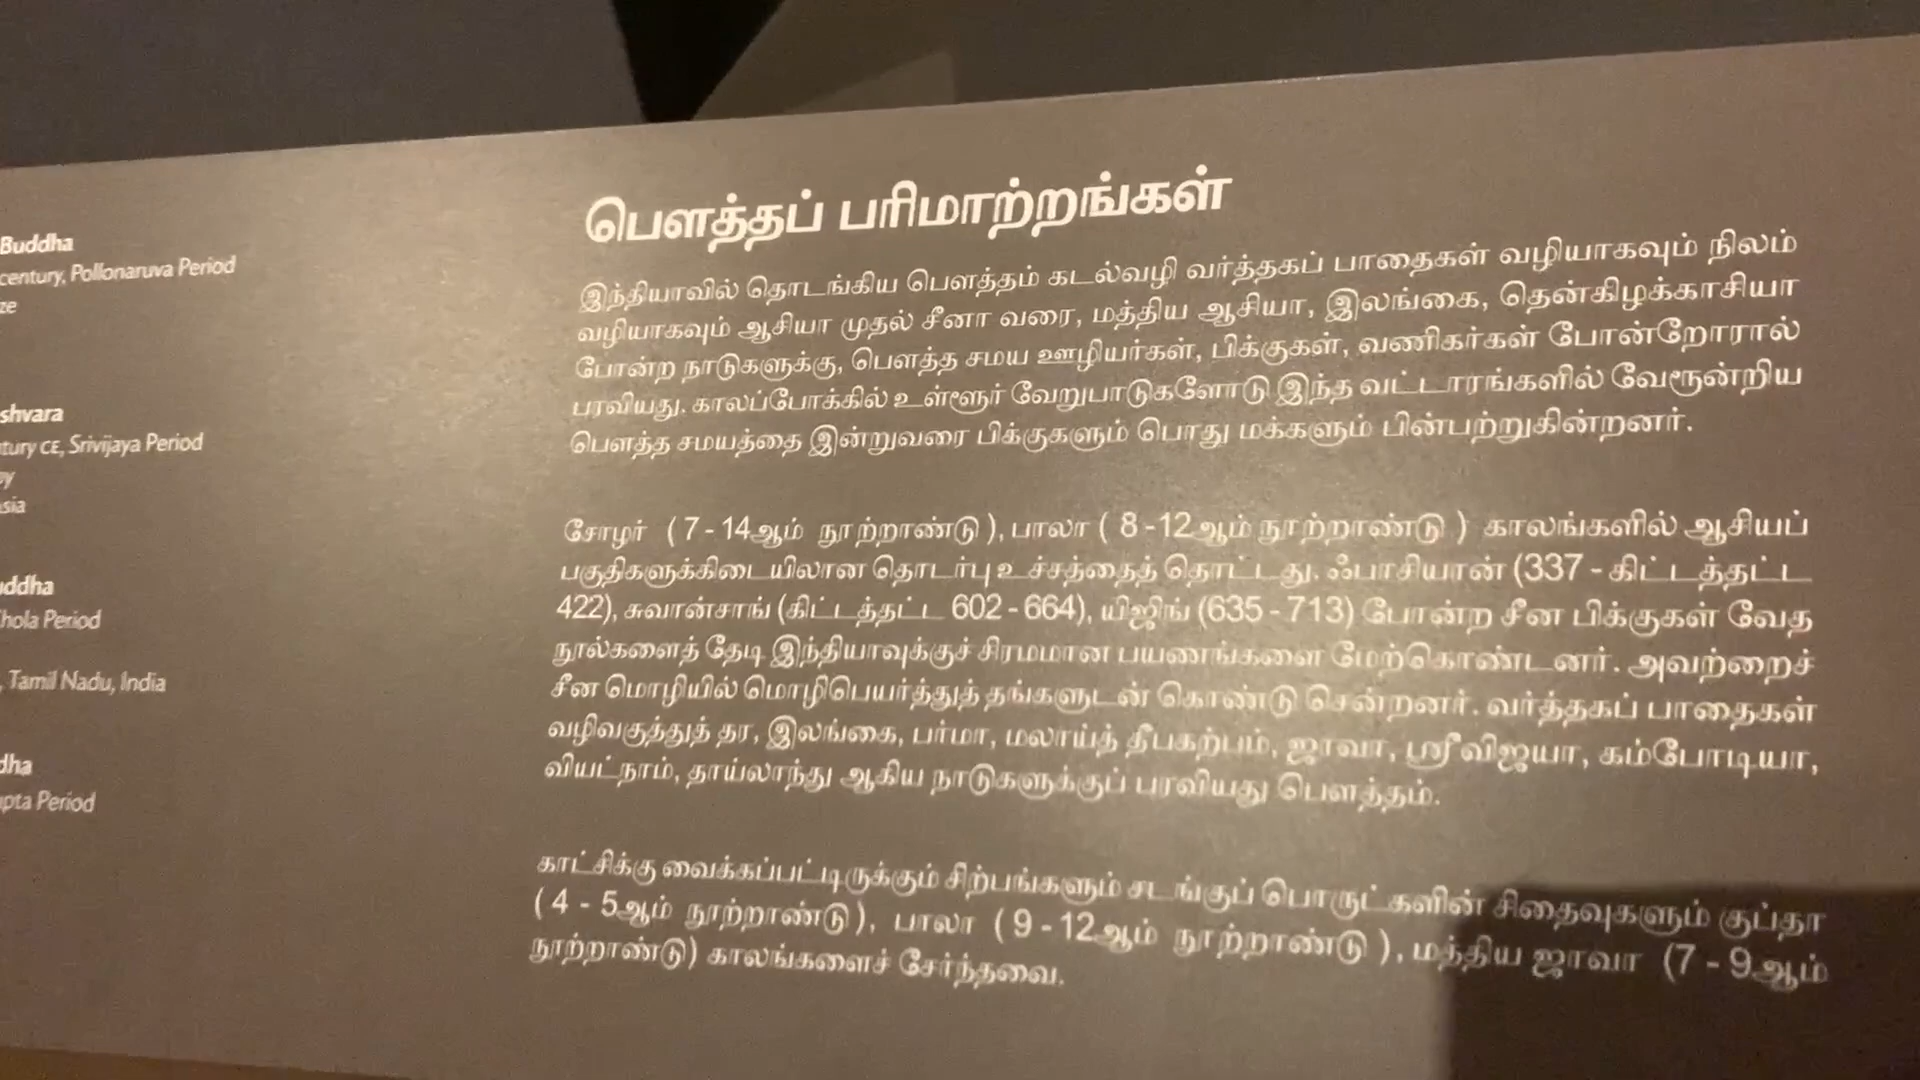 Buddha
century, Pollonaruva Period
ze
shvara
tury CE, Srivijaya Period
py
sia
uddha
hola Period
, Tamil Nadu, India
dha
upta Period
பௌத்தப் பரிமாற்றங்கள்
இந்தியாவில் தொடங்கிய பௌத்தம் கடல்வழி வர்த்தகப் பாதைகள் வழியாகவும் நிலம்
வழியாகவும் ஆசியா முதல் சீனா வரை, மத்திய ஆசியா, இலங்கை, தென்கிழக்காசியா
போன்ற நாடுகளுக்கு, பௌத்த சமய ஊழியர்கள், பிக்குகள், வணிகர்கள் போன்றோரால்
பரவியது. காலப்போக்கில் உள்ளூர் வேறுபாடுகளோடு இந்த வட்டாரங்களில் வேரூன்றிய
பௌத்த சமயத்தை இன்றுவரை பிக்குகளும் பொது மக்களும் பின்பற்றுகின்றனர்.
சோழர் (7-14ஆம் நூற்றாண்டு), பாலா (8-12ஆம் நூற்றாண்டு) காலங்களில் ஆசியப்
பகுதிகளுக்கிடையிலான தொடர்பு உச்சத்தைத் தொட்டது. ஃபாசியான் (337 - கிட்டத்தட்ட
422), சுவான்சாங் (கிட்டத்தட்ட 602 - 664), யிஜிங் (635 - 713) போன்ற சீன பிக்குகள் வேத
நூல்களைத் தேடி இந்தியாவுக்குச் சிரமமான பயணங்களை மேற்கொண்டனர். அவற்றைச்
சீன மொழியில் மொழிபெயர்த்துத் தங்களுடன் கொண்டு சென்றனர். வர்த்தகப் பாதைகள்
வழிவகுத்துத் தர, இலங்கை, பர்மா, மலாய்த் தீபகற்பம், ஜாவா, ஸ்ரீவிஜயா, கம்போடியா,
வியட்நாம், தாய்லாந்து ஆகிய நாடுகளுக்குப் பரவியது பௌத்தம்.
காட்சிக்கு வைக்கப்பட்டிருக்கும் சிற்பங்களும் சடங்குப் பொருட்களின் சிதைவுகளும் குப்தா
(4 - 5ஆம் நூற்றாண்டு), பாலா (9 - 12ஆம் நூற்றாண்டு), மத்திய ஜாவா (7 - 9ஆம்
நூற்றாண்டு) காலங்களைச் சேர்ந்தவை.